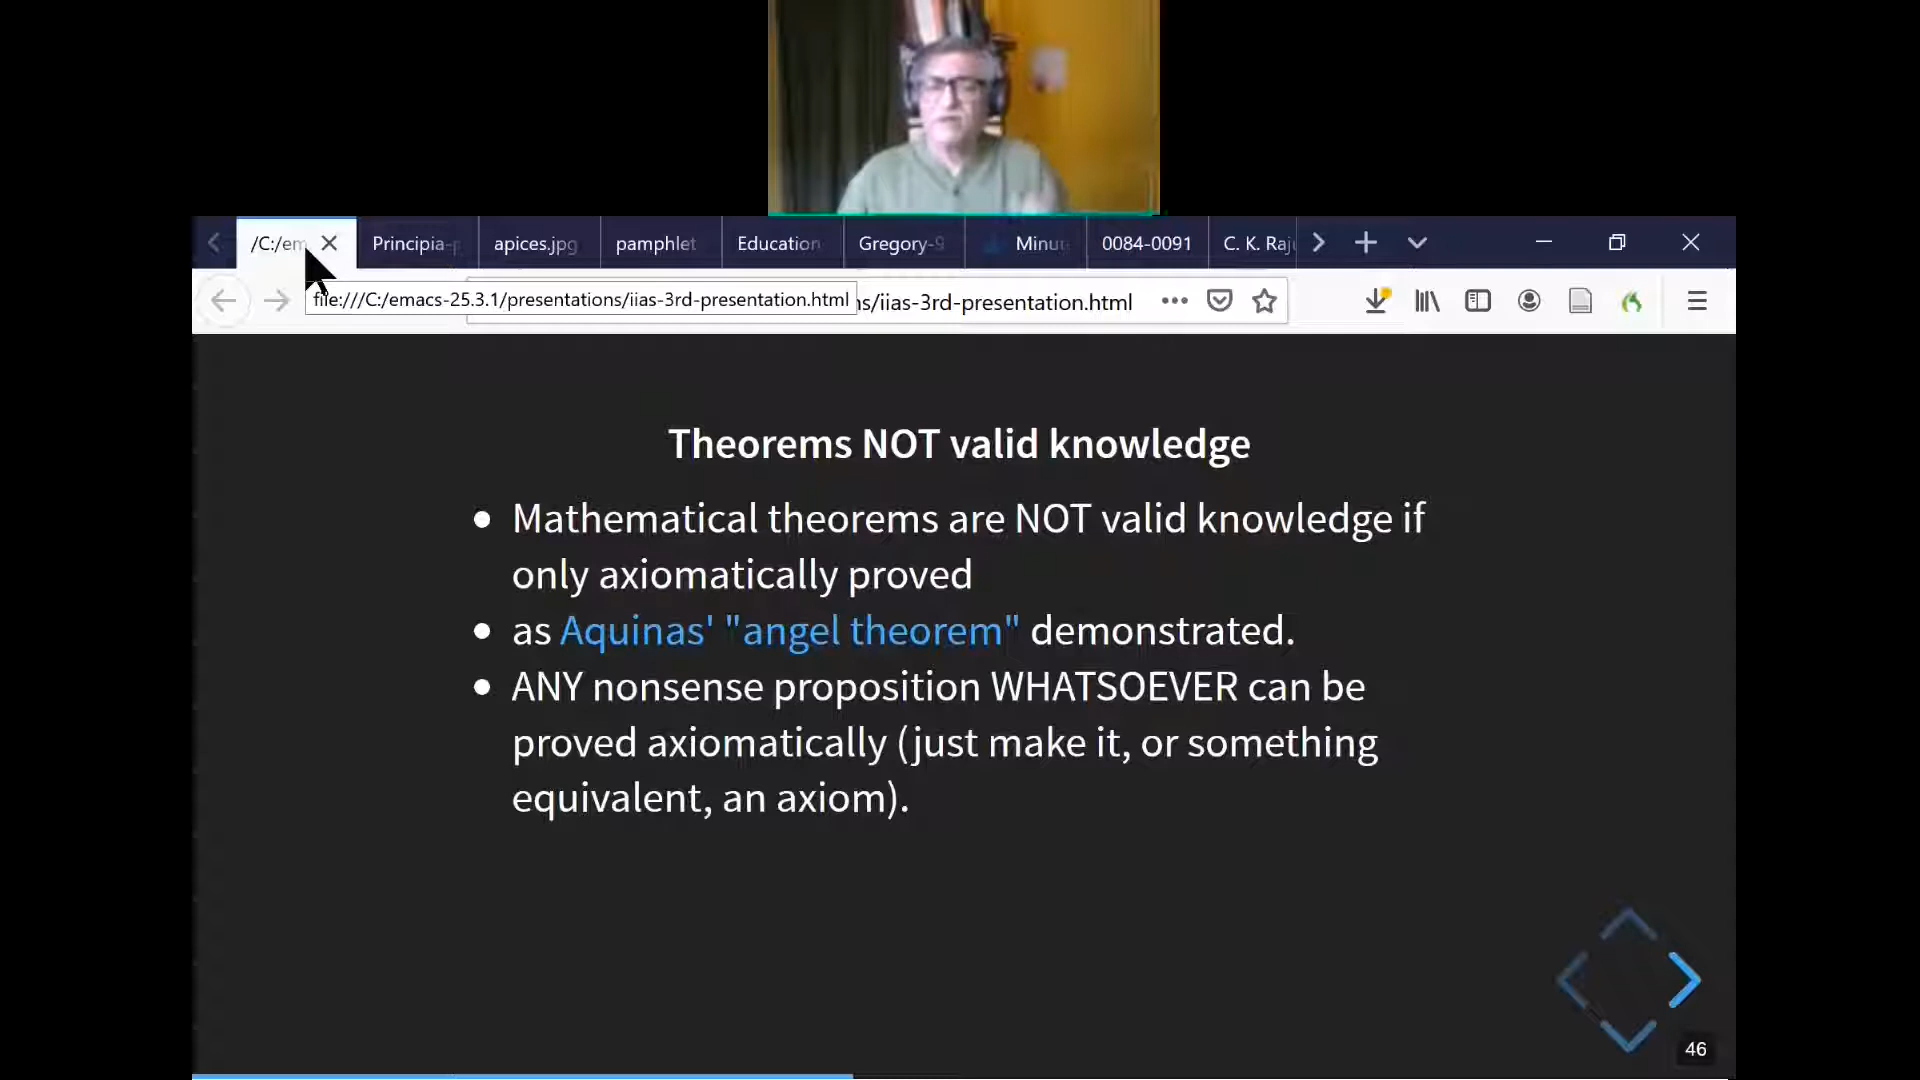 /C:/em
Principia-p
apices.jpg
pamphlet
Education
Gregory-9
Minu
0084-0091
C. K. Raju
file:///C:/emacs-25.3.1/presentations/iias-3rd-presentation.html
s/iias-3rd-presentation.html
Theorems NOT valid knowledge
Mathematical theorems are NOT valid knowledge if
only axiomatically proved
as Aquinas' "angel theorem" demonstrated.
ANY nonsense proposition WHATSOEVER can be
proved axiomatically (just make it, or something
equivalent, an axiom).
46